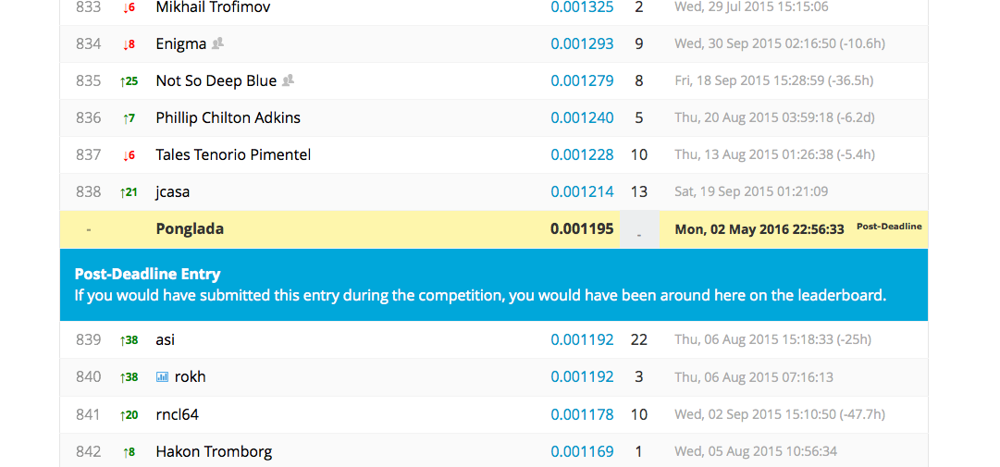 833 ↓6 Mikhail Trofimov 0.001325 2 Wed, 29 Jul 2015 15:15:06
834 ↓8 Enigma 0.001293 9 Wed, 30 Sep 2015 02:16:50 (-10.6h)
835 ↑25 Not So Deep Blue 0.001279 8 Fri, 18 Sep 2015 15:28:59 (-36.5h)
836 ↑7 Phillip Chilton Adkins 0.001240 5 Thu, 20 Aug 2015 03:59:18 (-6.2d)
837 ↓6 Tales Tenorio Pimentel 0.001228 10 Thu, 13 Aug 2015 01:26:38 (-5.4h)
838 ↑21 jcasa 0.001214 13 Sat, 19 Sep 2015 01:21:09
- Ponglada 0.001195 - Mon, 02 May 2016 22:56:33 Post-Deadline
Post-Deadline Entry
If you would have submitted this entry during the competition, you would have been around here on the leaderboard.
839 ↑38 asi 0.001192 22 Thu, 06 Aug 2015 15:18:33 (-25h)
840 ↑38 rokh 0.001192 3 Thu, 06 Aug 2015 07:16:13
841 ↑20 rncl64 0.001178 10 Wed, 02 Sep 2015 15:10:50 (-47.7h)
842 ↑8 Hakon Tromborg 0.001169 1 Wed, 05 Aug 2015 10:56:34